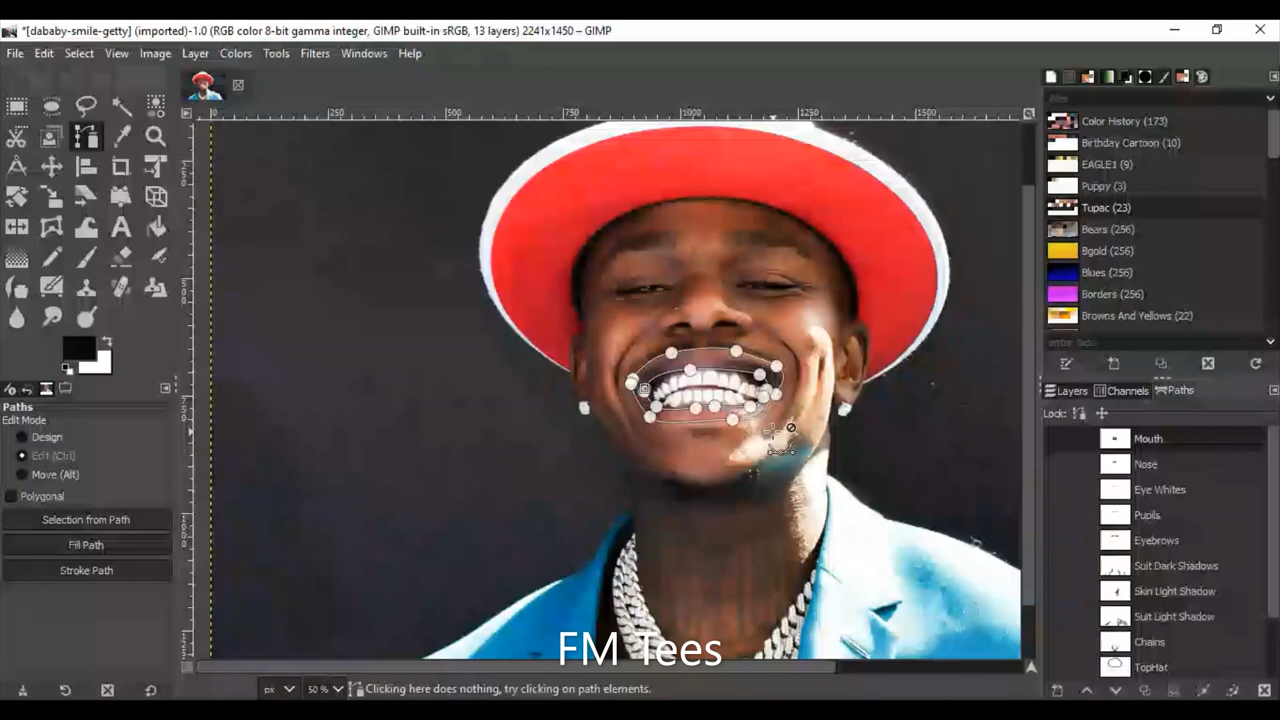 *[dababy-smile-getty] (imported)-1.0 (RGB color 8-bit gamma integer, GIMP built-in sRGB, 13 layers) 2241x1450 – GIMP
File Edit Select View Image Layer Colors Tools Filters Windows Help
0 250 500 750 1000 1250 1500
Color History (173)
Birthday Cartoon (10)
EAGLE1 (9)
Puppy (3)
Tupac (23)
Bears (256)
Bgold (256)
Blues (256)
Borders (256)
Browns And Yellows (22)
Paths
Edit Mode
Design
Edit (Ctrl)
Move (Alt)
Polygonal
Selection from Path
Fill Path
Stroke Path
Layers Channels Paths
Lock:
Mouth
Nose
Eye Whites
Pupils
Eyebrows
Suit Dark Shadows
Skin Light Shadow
Suit Light Shadow
Chains
TopHat
FM Tees
px 50 % Clicking here does nothing, try clicking on path elements.